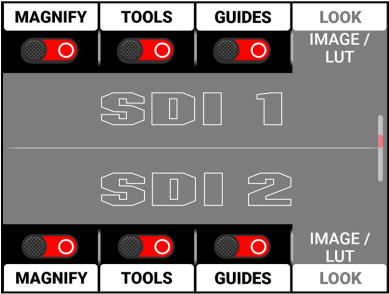 MAGNIFY TOOLS GUIDES LOOK
IMAGE /
LUT
SDI 1
SDI 2
IMAGE /
LUT
MAGNIFY TOOLS GUIDES LOOK